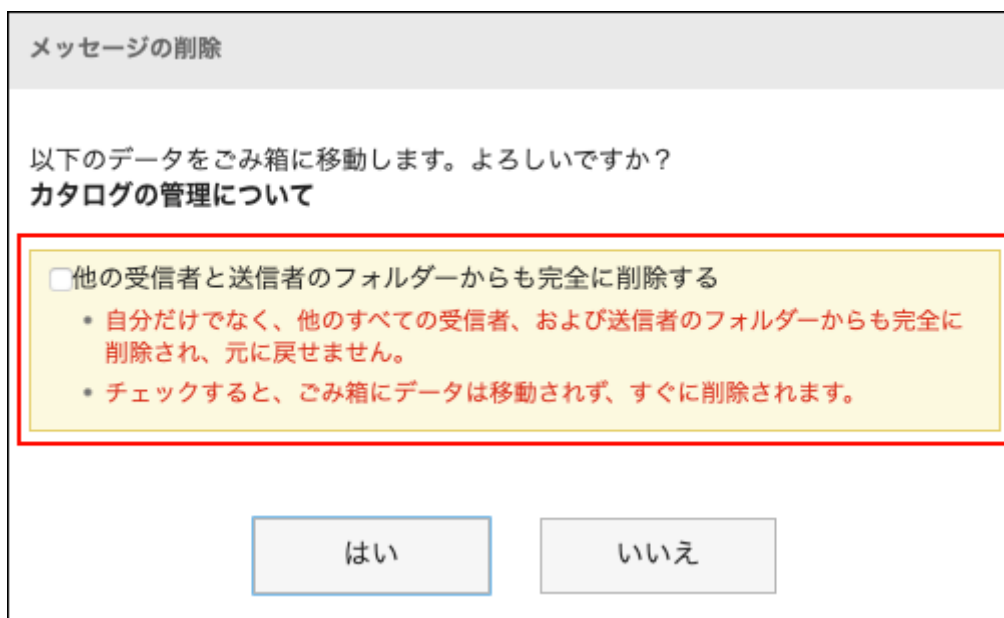 メッセージの削除
以下のデータをごみ箱に移動します。よろしいですか？
カタログの管理について
他の受信者と送信者のフォルダーからも完全に削除する
• 自分だけでなく、他のすべての受信者、および送信者のフォルダーからも完全に
削除され、元に戻せません。
• チェックすると、ごみ箱にデータは移動されず、すぐに削除されます。
はい
いいえ